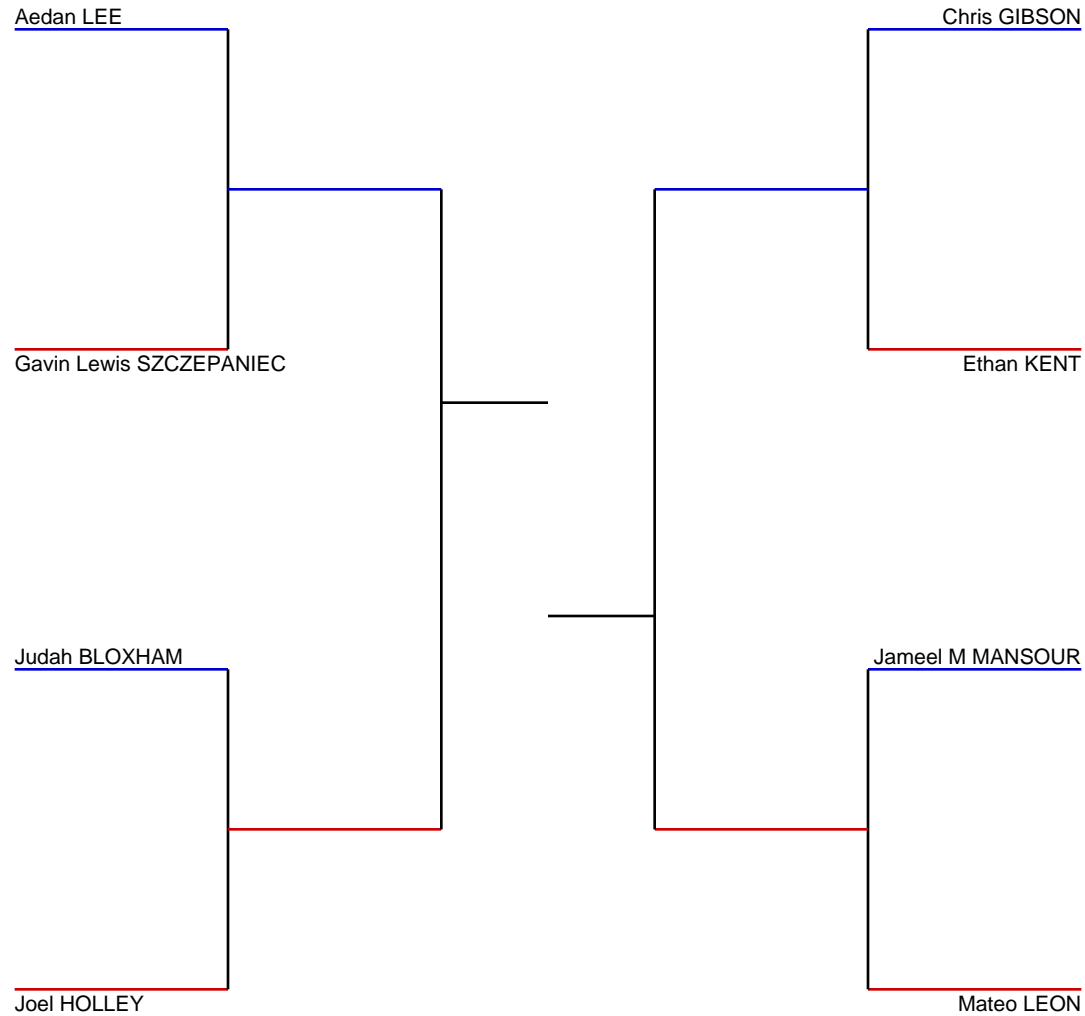 Aedan LEE
Chris GIBSON
Gavin Lewis SZCZEPANIEC
Ethan KENT
Judah BLOXHAM
Jameel M MANSOUR
Joel HOLLEY
Mateo LEON